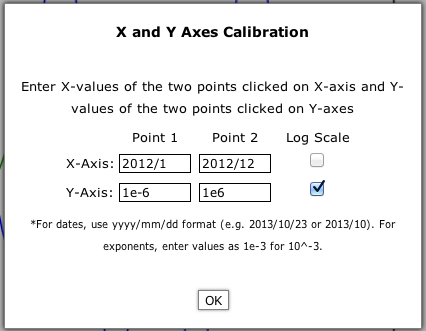 X and Y Axes Calibration
Enter X-values of the two points clicked on X-axis and Y-
values of the two points clicked on Y-axes
Point 1 Point 2 Log Scale
X-Axis: 2012/1 2012/12
Y-Axis: 1e-6 1e6
*For dates, use yyyy/mm/dd format (e.g. 2013/10/23 or 2013/10). For
exponents, enter values as 1e-3 for 10^-3.
OK